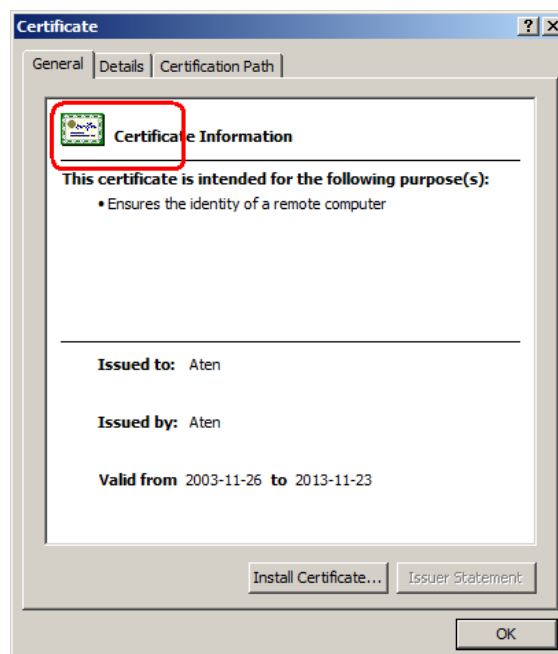 Certificate
General Details Certification Path
Certificate Information
This certificate is intended for the following purpose(s):
• Ensures the identity of a remote computer
Issued to: Aten
Issued by: Aten
Valid from 2003-11-26 to 2013-11-23
Install Certificate... Issuer Statement
OK